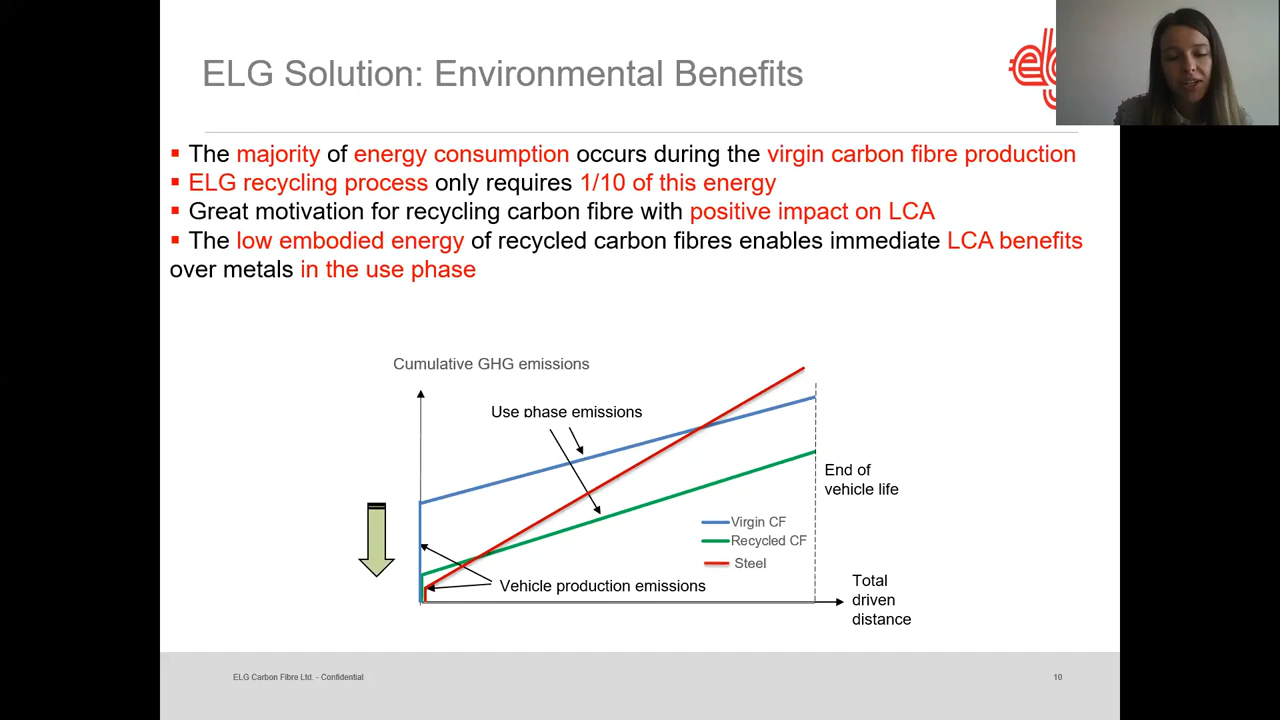 ELG Solution: Environmental Benefits
elg
▪ The majority of energy consumption occurs during the virgin carbon fibre production
▪ ELG recycling process only requires 1/10 of this energy
▪ Great motivation for recycling carbon fibre with positive impact on LCA
▪ The low embodied energy of recycled carbon fibres enables immediate LCA benefits
over metals in the use phase
Cumulative GHG emissions
Use phase emissions
End of
vehicle life
Virgin CF
Recycled CF
Steel
Vehicle production emissions
Total
driven
distance
ELG Carbon Fibre Ltd. - Confidential
10